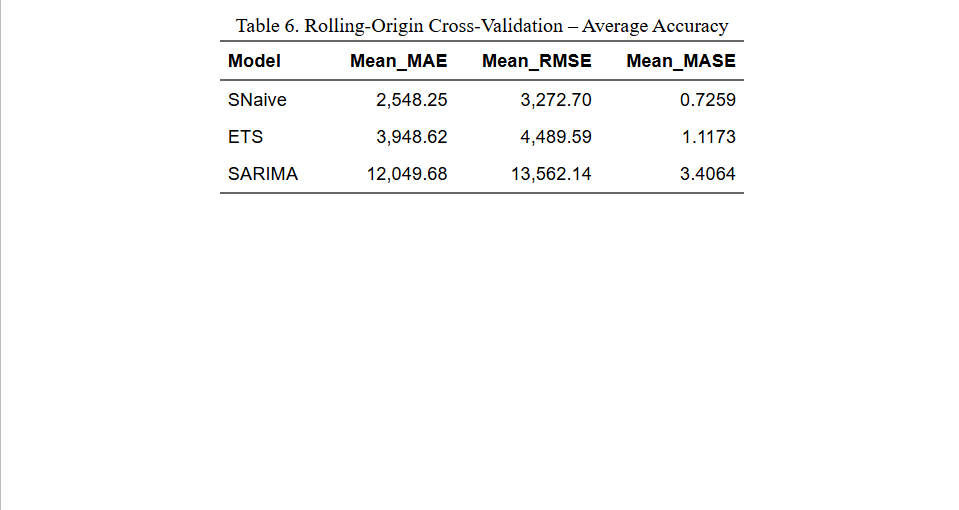 Table 6. Rolling-Origin Cross-Validation – Average Accuracy
Model Mean_MAE Mean_RMSE Mean_MASE
SNaive 2,548.25 3,272.70 0.7259
ETS 3,948.62 4,489.59 1.1173
SARIMA 12,049.68 13,562.14 3.4064